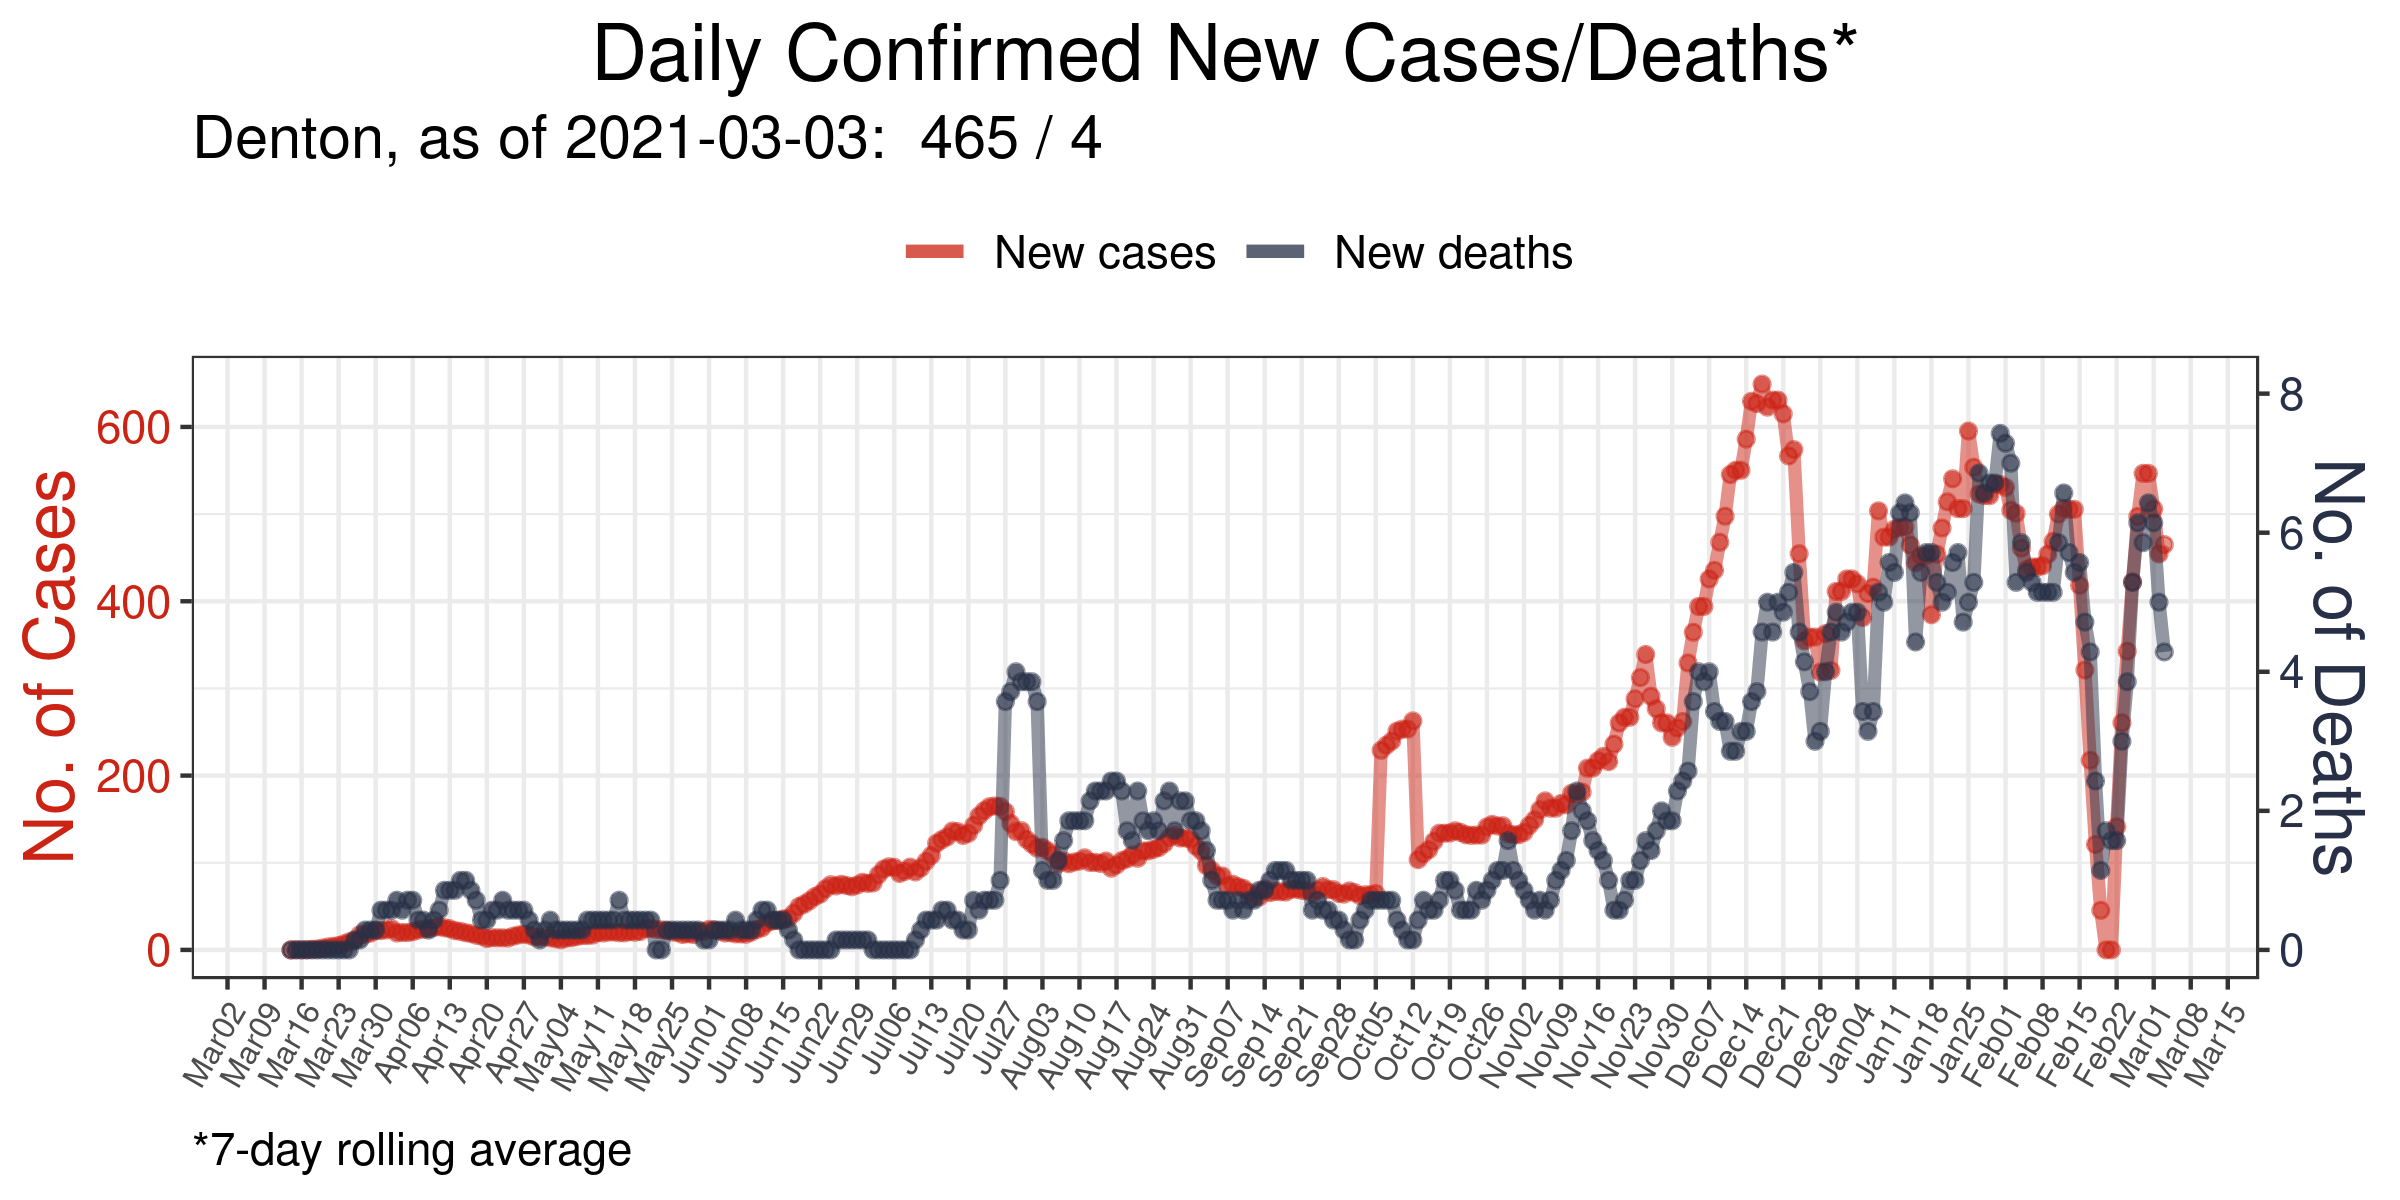 Daily Confirmed New Cases/Deaths*
Denton, as of 2021-03-03:  465 / 4
New cases
New deaths
No. of Cases
600
400
200
0
8
6
4
2
0
No. of Deaths
Mar02
Mar09
Mar16
Mar23
Mar30
Apr06
Apr13
Apr20
Apr27
May04
May11
May18
May25
Jun01
Jun08
Jun15
Jun22
Jun29
Jul06
Jul13
Jul20
Jul27
Aug03
Aug10
Aug17
Aug24
Aug31
Sep07
Sep14
Sep21
Sep28
Oct05
Oct12
Oct19
Oct26
Nov02
Nov09
Nov16
Nov23
Nov30
Dec07
Dec14
Dec21
Dec28
Jan04
Jan11
Jan18
Jan25
Feb01
Feb08
Feb15
Feb22
Mar01
Mar08
Mar15
*7-day rolling average